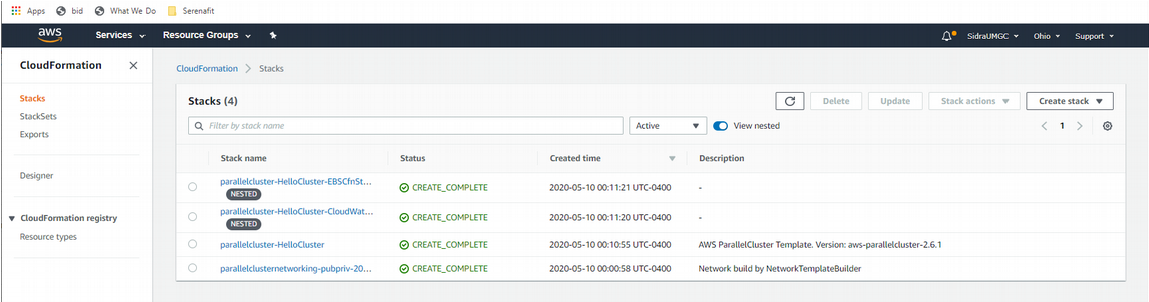 Apps bid What We Do Serenafit
aws Services Resource Groups SidraUMGC Ohio Support
CloudFormation
Stacks
StackSets
Exports
Designer
CloudFormation registry
Resource types
CloudFormation > Stacks
Stacks (4) Delete Update Stack actions Create stack
Filter by stack name Active View nested 1
Stack name Status Created time Description
parallelcluster-HelloCluster-EBSCfnSt... CREATE_COMPLETE 2020-05-10 00:11:21 UTC-0400 -
NESTED
parallelcluster-HelloCluster-CloudWat... CREATE_COMPLETE 2020-05-10 00:11:20 UTC-0400 -
NESTED
parallelcluster-HelloCluster CREATE_COMPLETE 2020-05-10 00:10:55 UTC-0400 AWS ParallelCluster Template. Version: aws-parallelcluster-2.6.1
parallelclusternetworking-pubpriv-20... CREATE_COMPLETE 2020-05-10 00:00:58 UTC-0400 Network build by NetworkTemplateBuilder